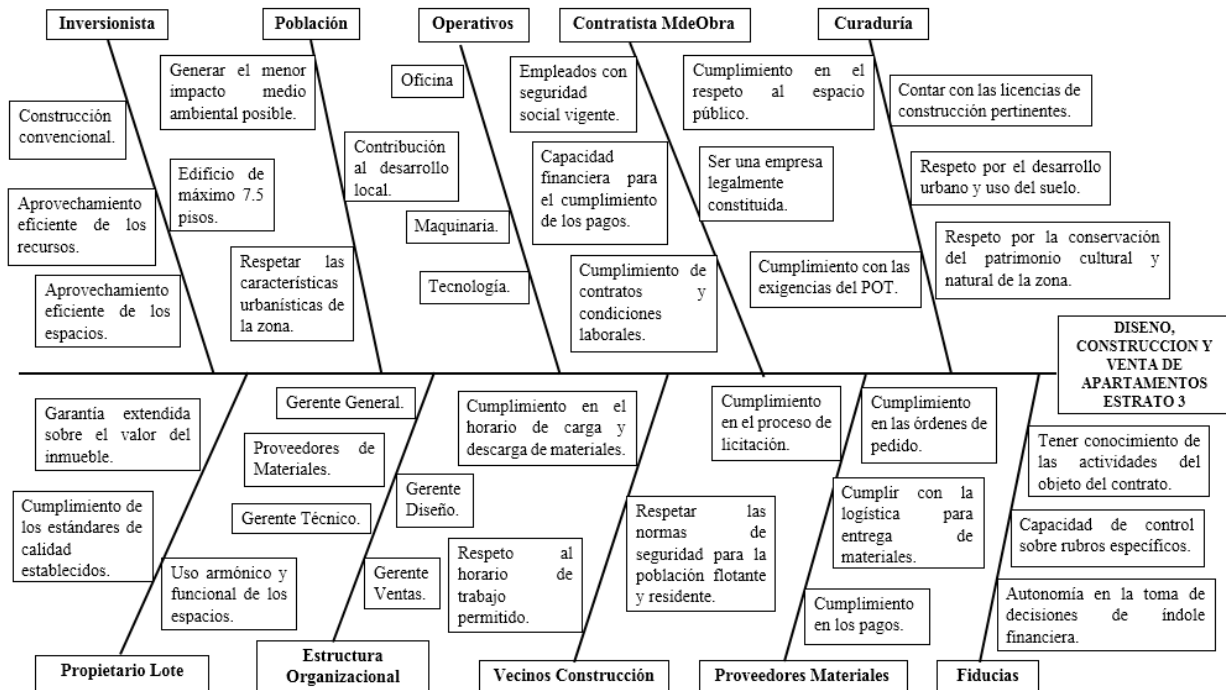 Inversionista
Población
Operativos
Contratista MdeObra
Curaduría
Construcción
convencional.
Aprovechamiento
eficiente de los
recursos.
Aprovechamiento
eficiente de los
espacios.
Generar el menor
impacto medio
ambiental posible.
Edificio de
máximo 7.5
pisos.
Respetar las
características
urbanísticas de
la zona.
Contribución
al desarrollo
local.
Oficina
Maquinaria.
Tecnología.
Empleados con
seguridad
social vigente.
Capacidad
financiera para
el cumplimiento
de los pagos.
Cumplimiento de
contratos y
condiciones
laborales.
Cumplimiento en el
respeto al espacio
público.
Ser una empresa
legalmente
constituida.
Cumplimiento con las
exigencias del POT.
Contar con las licencias de
construcción pertinentes.
Respeto por el desarrollo
urbano y uso del suelo.
Respeto por la conservación
del patrimonio cultural y
natural de la zona.
DISENO,
CONSTRUCCION Y
VENTA DE
APARTAMENTOS
ESTRATO 3
Garantía extendida
sobre el valor del
inmueble.
Cumplimiento de
los estándares de
calidad
establecidos.
Uso armónico y
funcional de los
espacios.
Gerente General.
Proveedores de
Materiales.
Gerente Técnico.
Gerente
Diseño.
Gerente
Ventas.
Cumplimiento en el
horario de carga y
descarga de materiales.
Respeto al
horario de
trabajo
permitido.
Respetar las
normas de
seguridad para la
población flotante
y residente.
Cumplimiento
en el proceso de
licitación.
Cumplimiento
en las órdenes de
pedido.
Cumplir con la
logística para
entrega de
materiales.
Cumplimiento
en los pagos.
Tener conocimiento de
las actividades del
objeto del contrato.
Capacidad de control
sobre rubros específicos.
Autonomía en la toma de
decisiones de índole
financiera.
Propietario Lote
Estructura
Organizacional
Vecinos Construcción
Proveedores Materiales
Fiducias